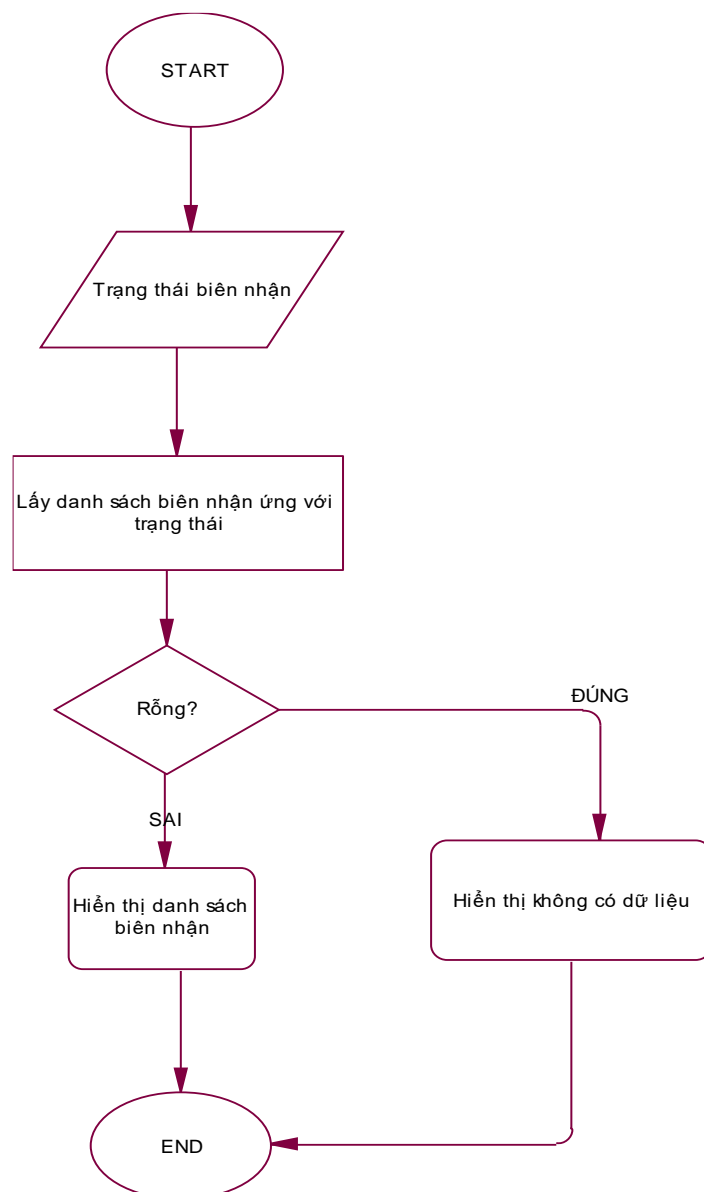 START
Trạng thái biên nhận
Lấy danh sách biên nhận ứng với
trạng thái
Rỗng?
ĐÚNG
SAI
Hiển thị danh sách
biên nhận
Hiển thị không có dữ liệu
END